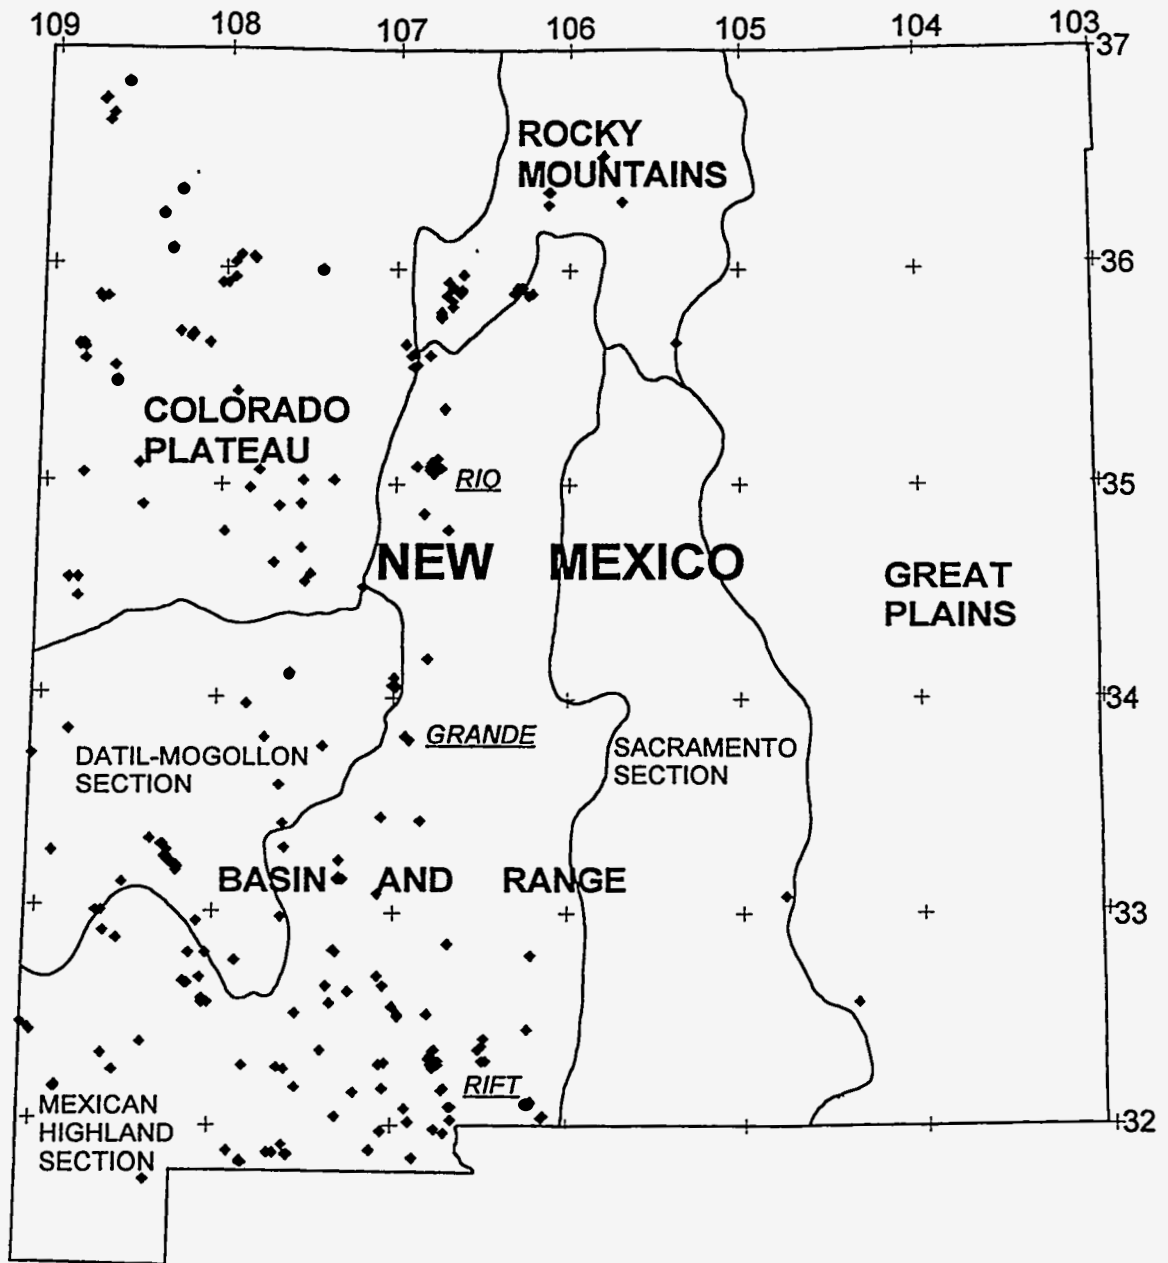 109 108 107 106 105 104 103
37
ROCKY
MOUNTAINS
36
COLORADO
PLATEAU
RIO
35
NEW MEXICO
GREAT
PLAINS
34
GRANDE
DATIL-MOGOLLON
SECTION
SACRAMENTO
SECTION
BASIN AND RANGE
33
RIFT
MEXICAN
HIGHLAND
SECTION
32